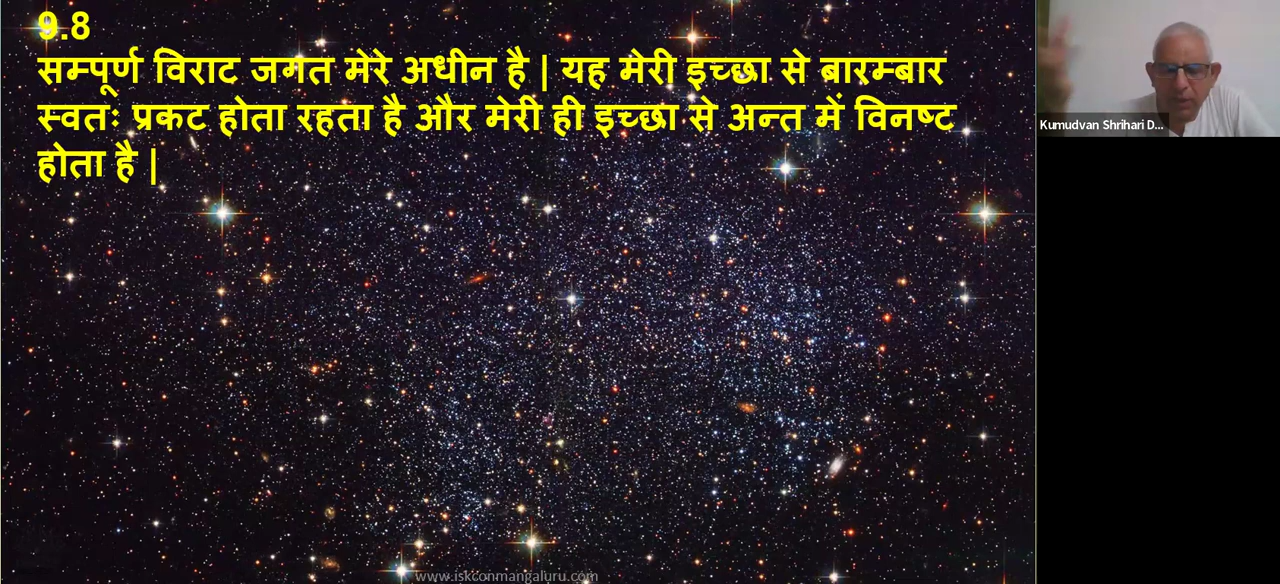 9.8
सम्पूर्ण विराट जगत मेरे अधीन है | यह मेरी इच्छा से बारम्बार
स्वतः प्रकट होता रहता है और मेरी ही इच्छा से अन्त में विनष्ट
होता है |
Kumudvan Shrihari D...
www.iskconmangaluru.com